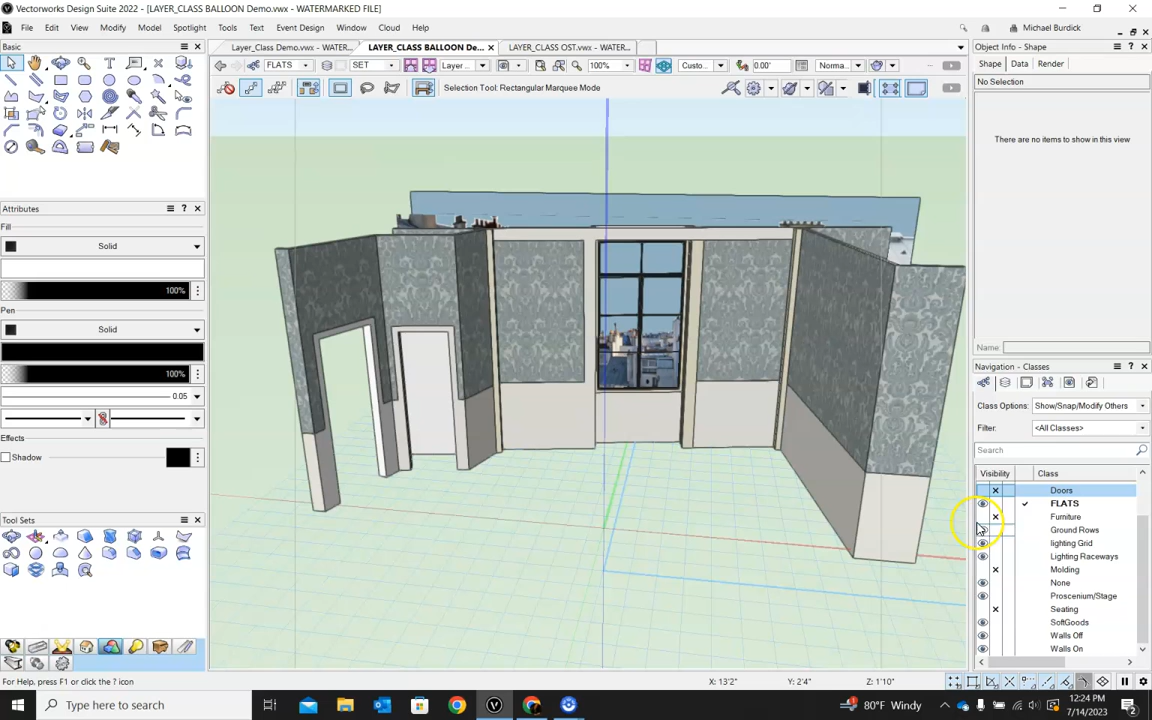 Vectorworks Design Suite 2022 - [LAYER_CLASS BALLOON Demo.vwx - WATERMARKED FILE]
File Edit View Modify Model Spotlight Tools Text Event Design Window Cloud Help
Michael Burdick
Basic
Layer_Class Demo.vwx - WATER...
LAYER_CLASS BALLOON De...
LAYER_CLASS OST.vwx - WATER...
Object Info - Shape
FLATS
SET
Layer ...
100%
Custo...
0.00°
Norma...
Shape Data Render
Selection Tool: Rectangular Marquee Mode
No Selection
There are no items to show in this view
Attributes
Fill
Solid
100%
Pen
Solid
100%
0.05
Effects
Shadow
Name:
Navigation - Classes
Class Options: Show/Snap/Modify Others
Filter: <All Classes>
Search
Visibility Class
Doors
FLATS
Furniture
Ground Rows
lighting Grid
Lighting Raceways
Molding
None
Proscenium/Stage
Seating
SoftGoods
Walls Off
Walls On
Tool Sets
For Help, press F1 or click the ? icon
X: 13'2" Y: 2'4" Z: 1'10"
Type here to search
80°F Windy
12:24 PM
7/14/2023
2